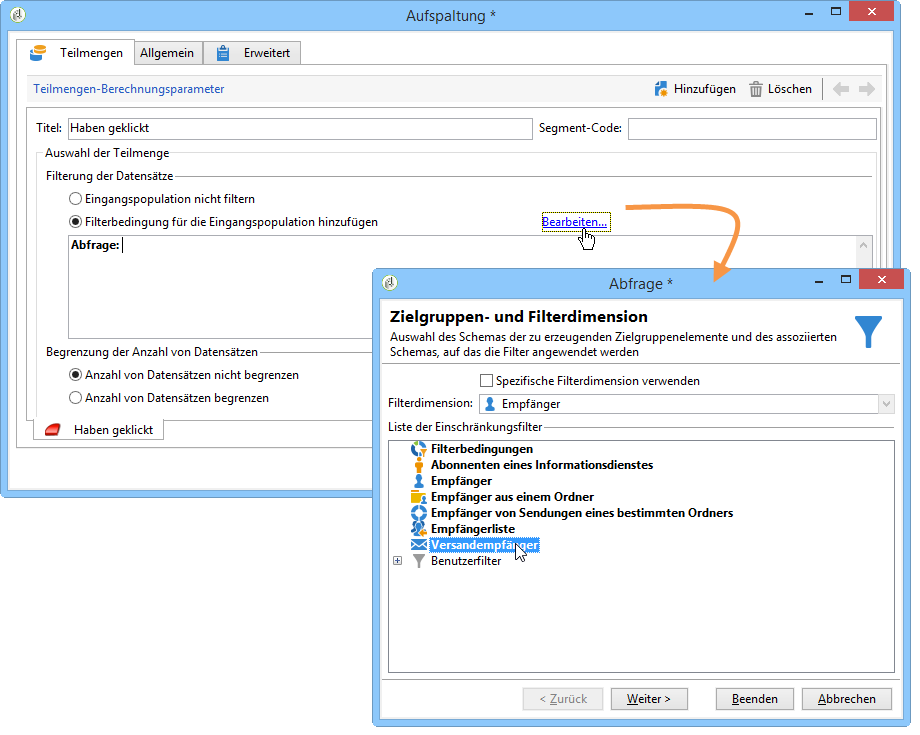 Aufspaltung *
Teilmengen Allgemein Erweitert
Teilmengen-Berechnungsparameter Hinzufügen Löschen
Titel: Haben geklickt Segment-Code:
Auswahl der Teilmenge
Filterung der Datensätze
Eingangspopulation nicht filtern
Filterbedingung für die Eingangspopulation hinzufügen Bearbeiten...
Abfrage:
Begrenzung der Anzahl von Datensätzen
Anzahl von Datensätzen nicht begrenzen
Anzahl von Datensätzen begrenzen
Haben geklickt
Abfrage *
Zielgruppen- und Filterdimension
Auswahl des Schemas der zu erzeugenden Zielgruppenelemente und des assoziierten
Schemas, auf das die Filter angewendet werden
Spezifische Filterdimension verwenden
Filterdimension: Empfänger
Liste der Einschränkungsfilter
Filterbedingungen
Abonnenten eines Informationsdienstes
Empfänger
Empfänger aus einem Ordner
Empfänger von Sendungen eines bestimmten Ordners
Empfängerliste
Versandempfänger
Benutzerfilter
< Zurück Weiter > Beenden Abbrechen